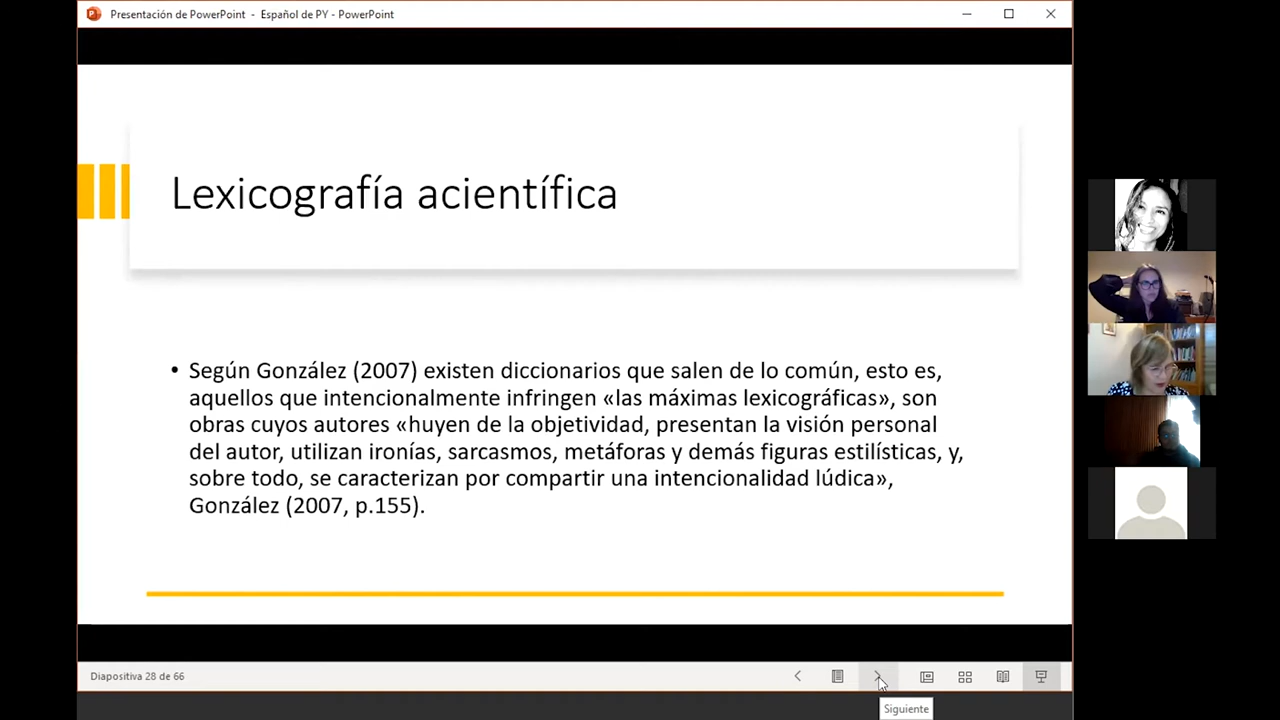 Presentación de PowerPoint - Español de PY - PowerPoint
Lexicografía acientífica
• Según González (2007) existen diccionarios que salen de lo común, esto es,
aquellos que intencionalmente infringen «las máximas lexicográficas», son
obras cuyos autores «huyen de la objetividad, presentan la visión personal
del autor, utilizan ironías, sarcasmos, metáforas y demás figuras estilísticas, y,
sobre todo, se caracterizan por compartir una intencionalidad lúdica»,
González (2007, p.155).
Diapositiva 28 de 66
Siguiente